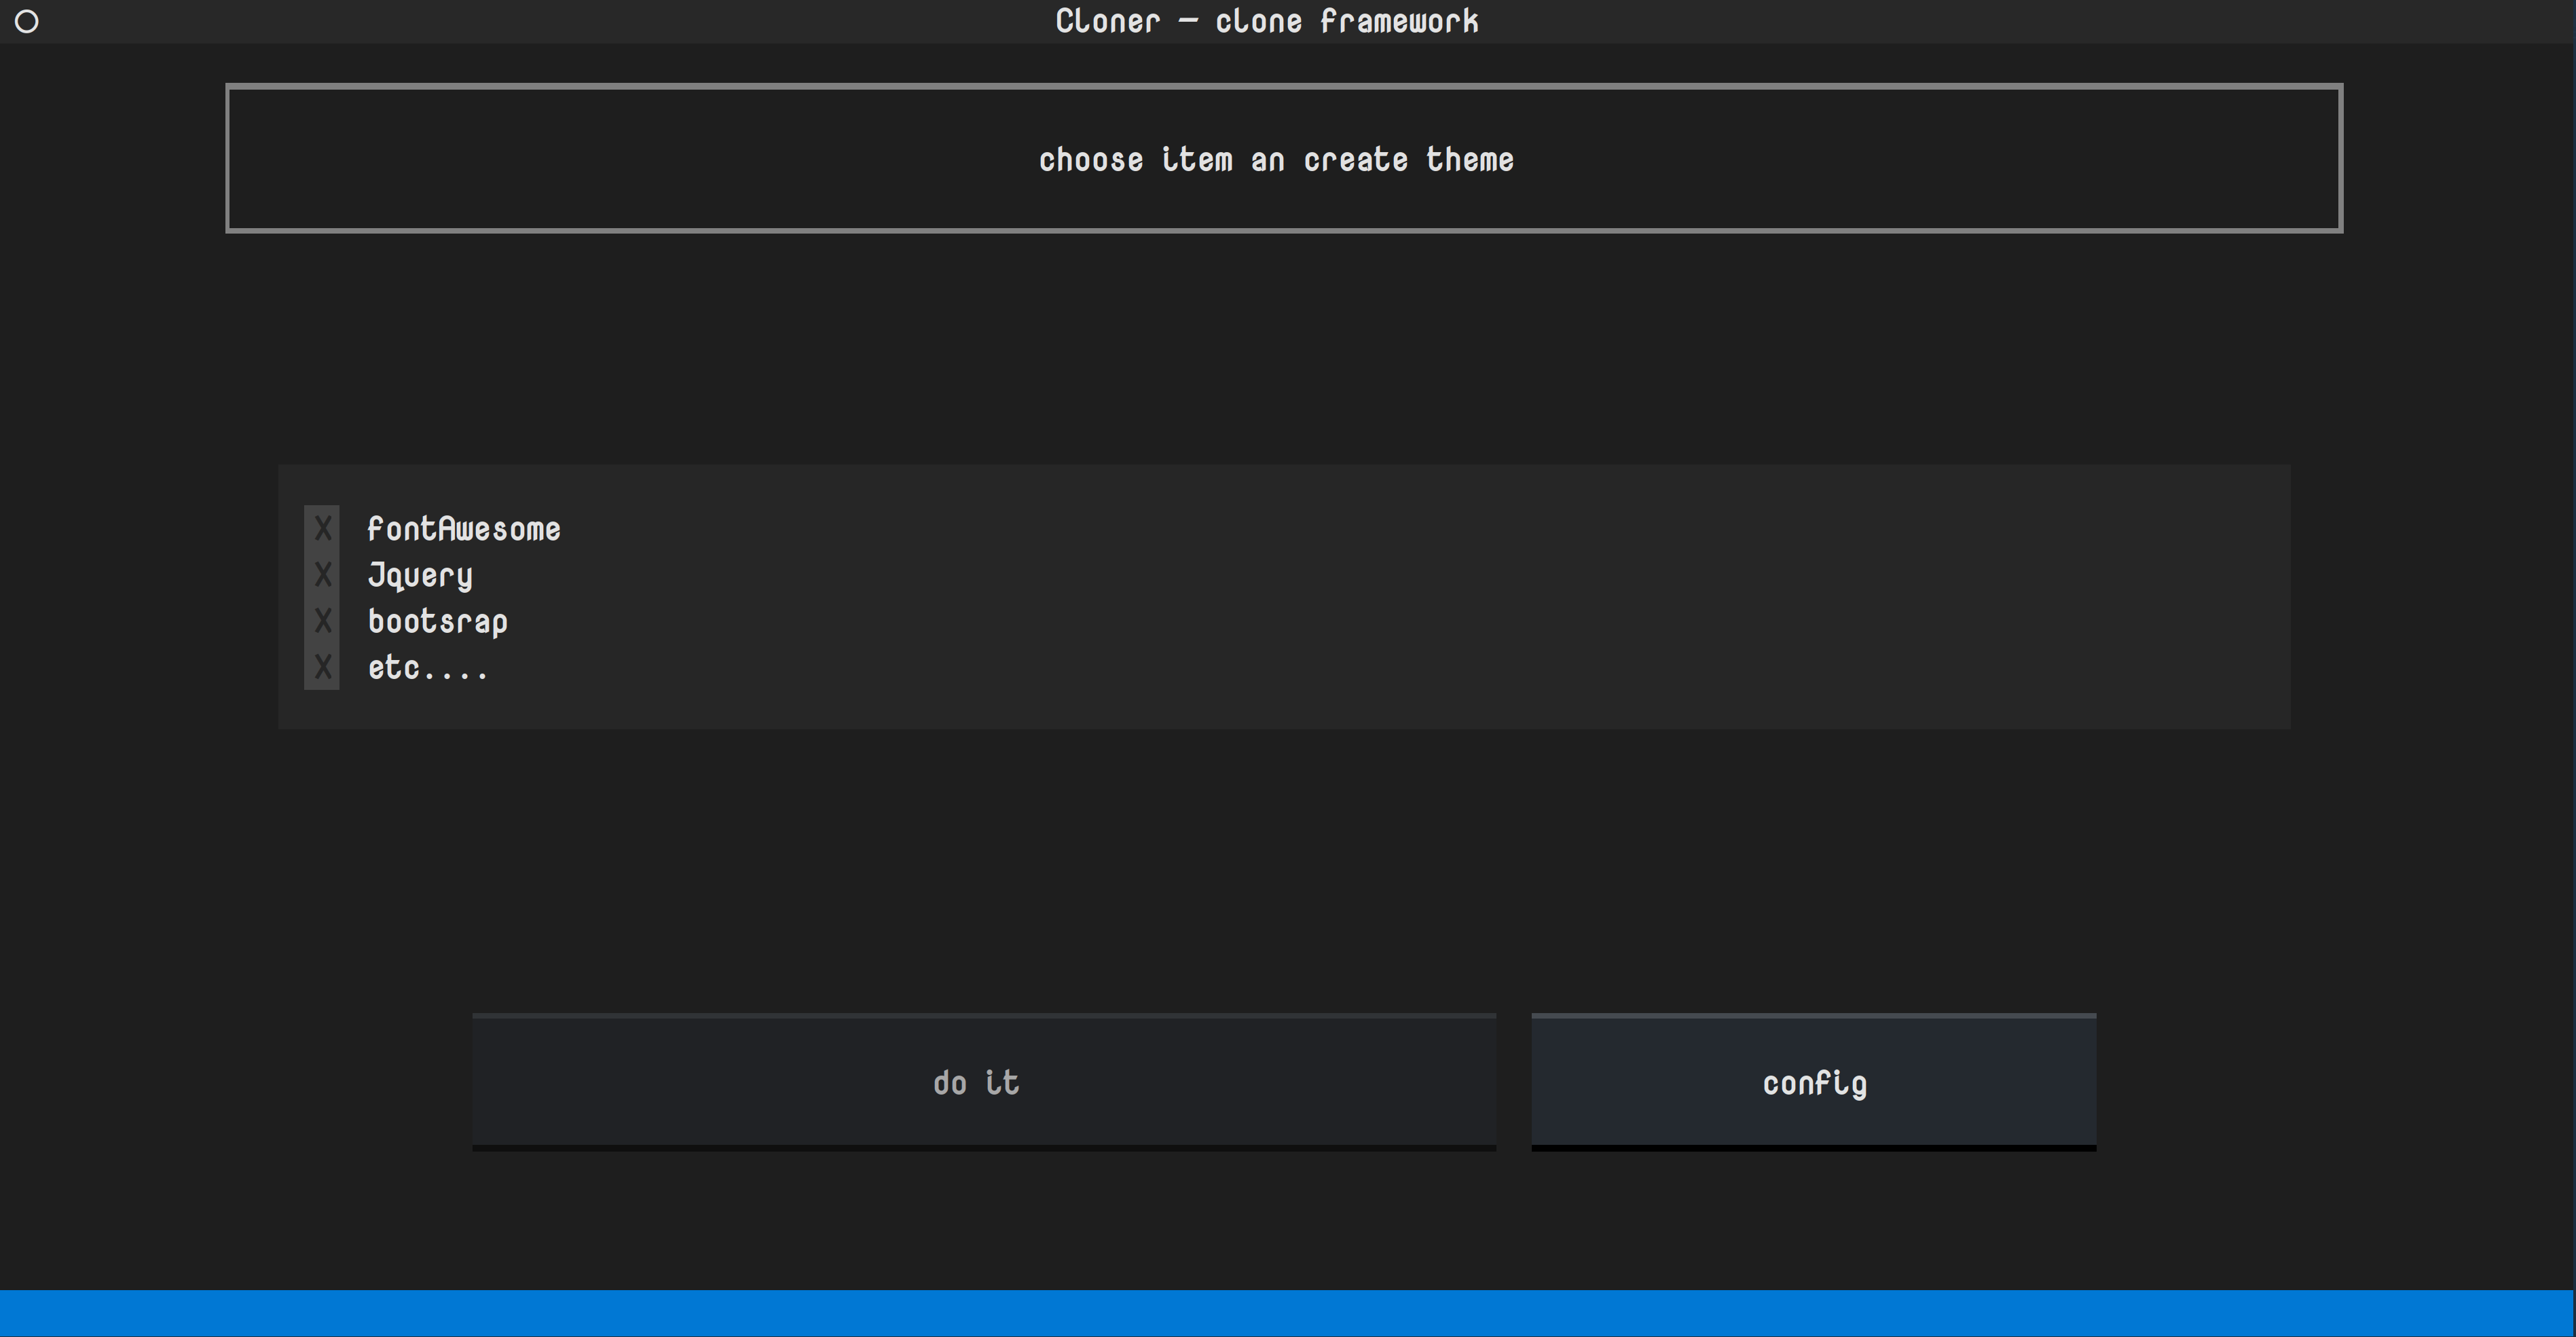 Cloner — clone framework
choose item an create theme
X fontAwesome
X Jquery
X bootsrap
X etc....
do it
config